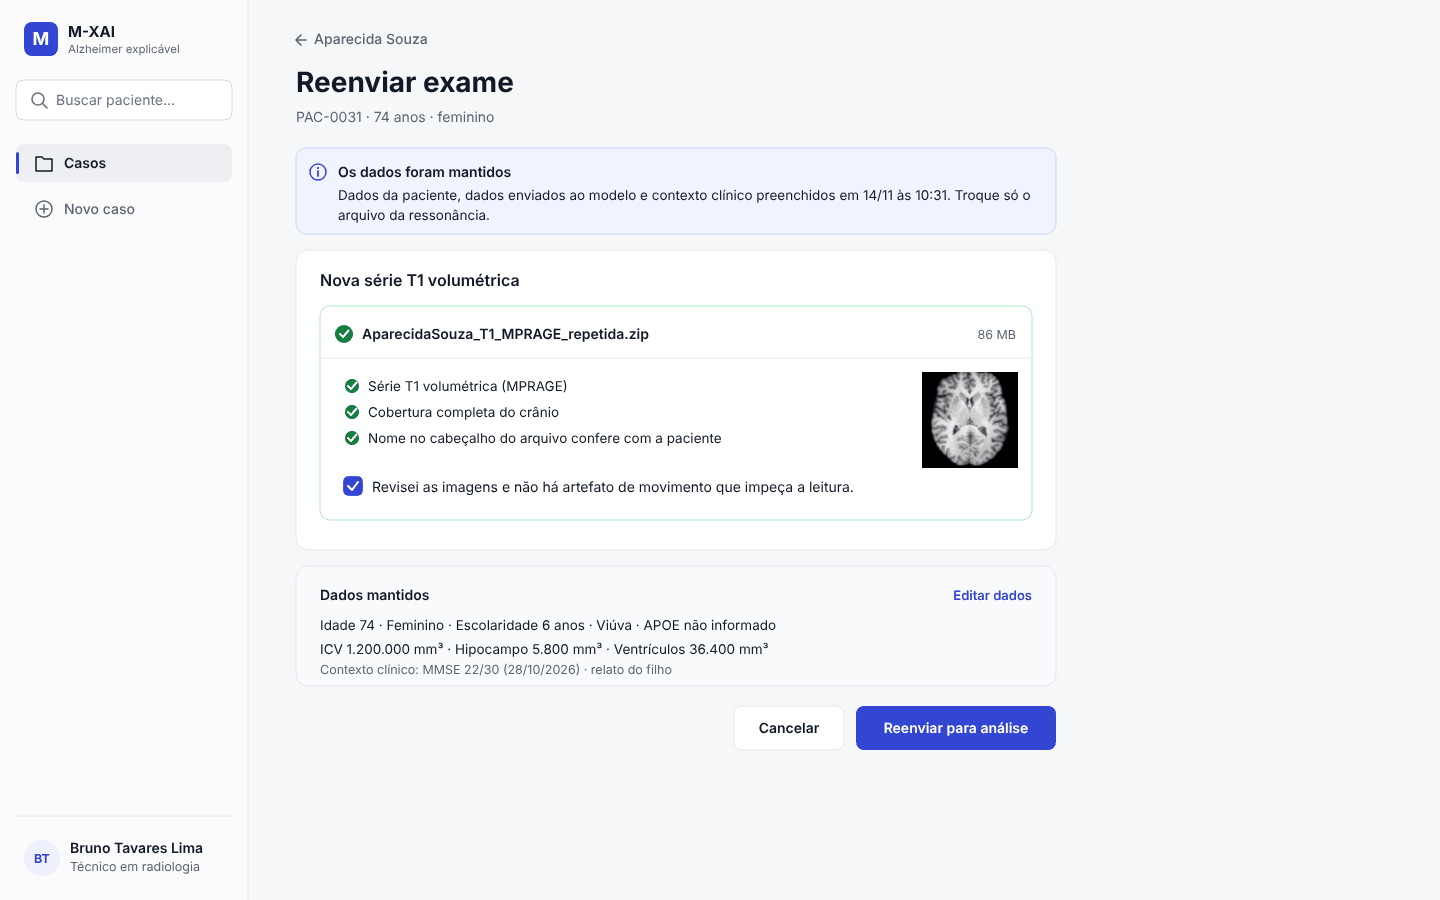 M
M-XAI
Alzheimer explicável
Buscar paciente...
Casos
Novo caso
Aparecida Souza
Reenviar exame
PAC-0031 · 74 anos · feminino
Os dados foram mantidos
Dados da paciente, dados enviados ao modelo e contexto clínico preenchidos em 14/11 às 10:31. Troque só o
arquivo da ressonância.
Nova série T1 volumétrica
AparecidaSouza_T1_MPRAGE_repetida.zip
86 MB
Série T1 volumétrica (MPRAGE)
Cobertura completa do crânio
Nome no cabeçalho do arquivo confere com a paciente
Revisei as imagens e não há artefato de movimento que impeça a leitura.
Dados mantidos
Editar dados
Idade 74 · Feminino · Escolaridade 6 anos · Viúva · APOE não informado
ICV 1.200.000 mm³ · Hipocampo 5.800 mm³ · Ventrículos 36.400 mm³
Contexto clínico: MMSE 22/30 (28/10/2026) · relato do filho
Cancelar
Reenviar para análise
BT
Bruno Tavares Lima
Técnico em radiologia